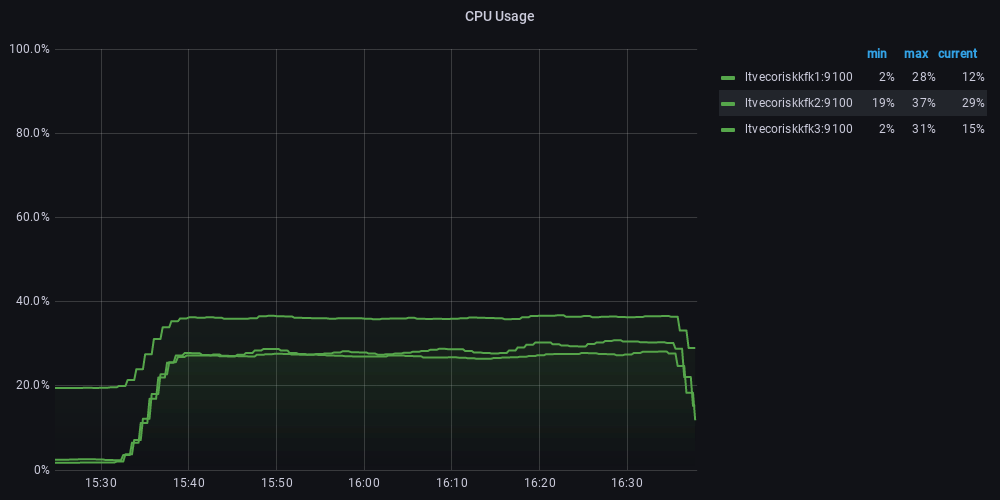 CPU Usage
100.0%
80.0%
60.0%
40.0%
20.0%
0%
15:30 15:40 15:50 16:00 16:10 16:20 16:30
min max current
ltvecoriskkfk1:9100 2% 28% 12%
ltvecoriskkfk2:9100 19% 37% 29%
ltvecoriskkfk3:9100 2% 31% 15%